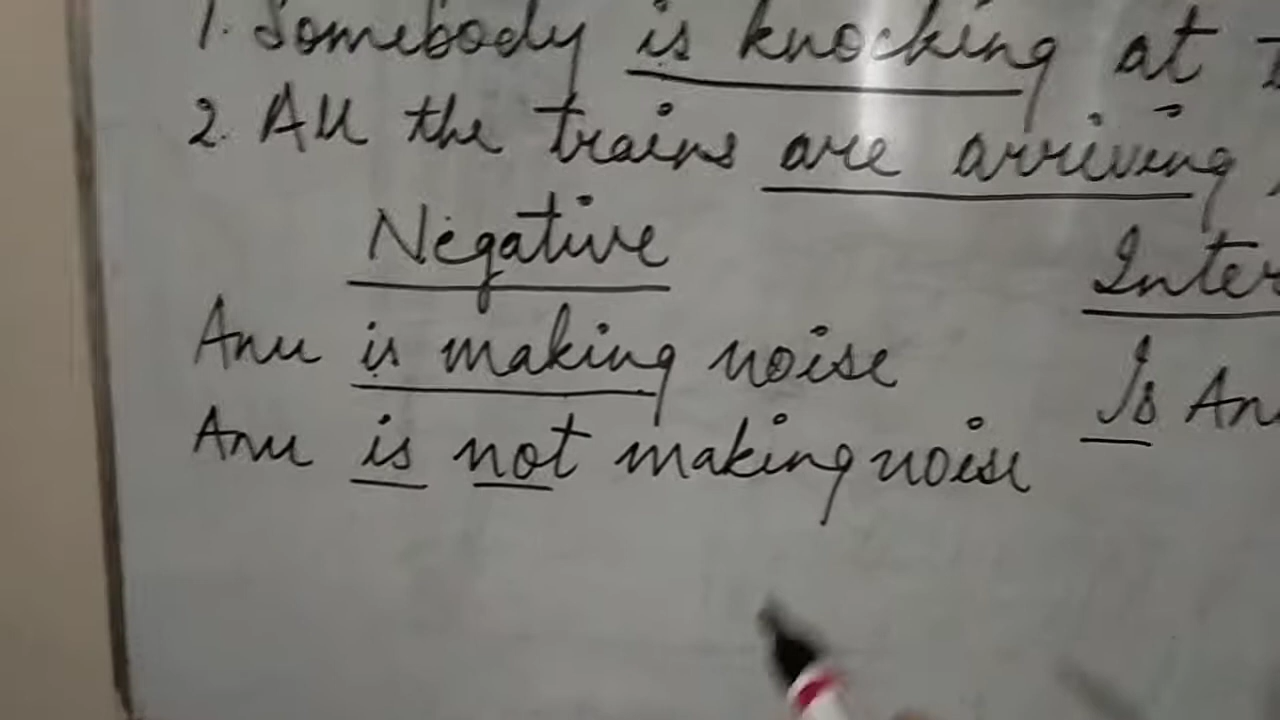 1. Somebody is knocking at
2. All the trains are arriving
Negative
Inter
Anu is making noise
Is An
Anu is not making noise